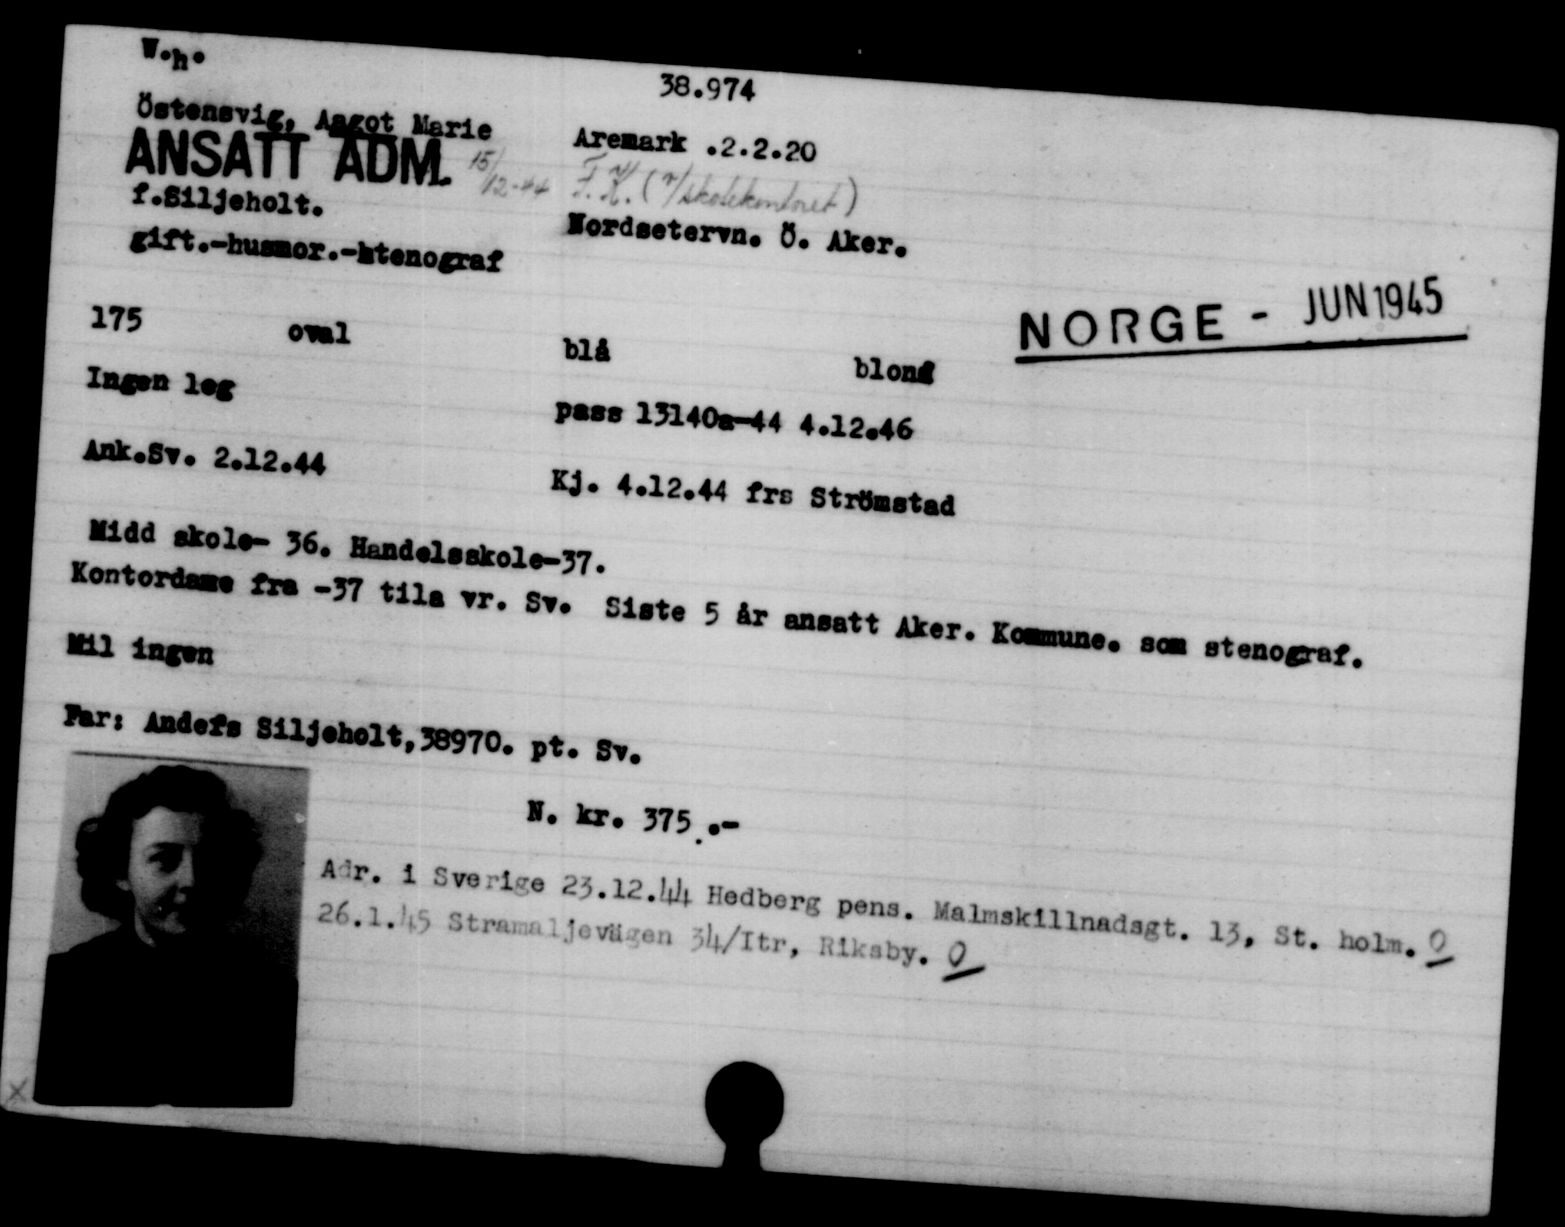 W.h.
38.974
Östensvig, Aagot Marie
Aremark .2.2.20
ANSATT ADM. 15/12-44 F.K. (v/skolekontoret)
f.Siljeholt.
Nordsetervn. Ö. Aker.
gift.-husmor.-stenograf
NORGE - JUN 1945
175 oval blå blond
Ingen leg pass 13140a-44 4.12.46
Ank.Sv. 2.12.44 Kj. 4.12.44 frs Strömstad
Midd skole- 36. Handelsskole-37.
Kontordame fra -37 tila vr. Sv. Siste 5 år ansatt Aker. Kommune. som stenograf.
Mil ingen
Far: Anders Siljeholt,38970. pt. Sv.
N. kr. 375 .-
Adr. i Sverige 23.12.44 Hedberg pens. Malmskillnadsgt. 13, St. holm. O
26.1.45 Stramaljevägen 34/Itr, Riksby. O
X